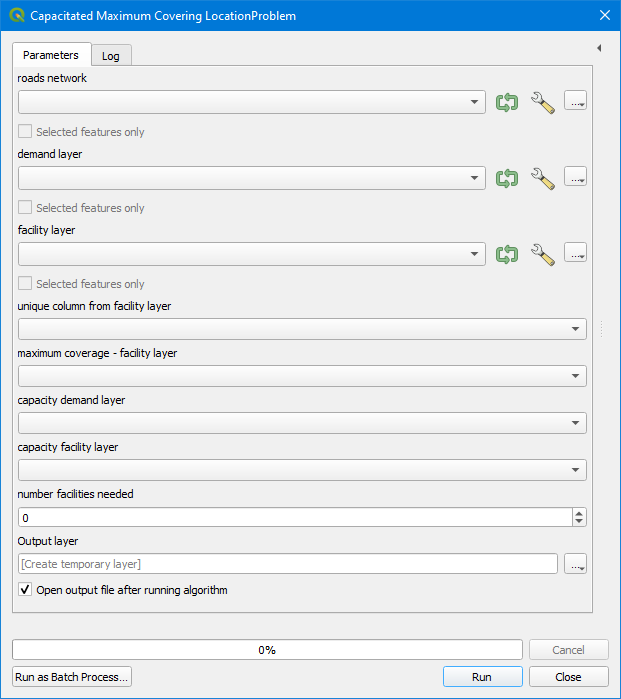 Capacitated Maximum Covering LocationProblem
Parameters
Log
roads network
...
Selected features only
demand layer
...
Selected features only
facility layer
...
Selected features only
unique column from facility layer
maximum coverage - facility layer
capacity demand layer
capacity facility layer
number facilities needed
0
Output layer
[Create temporary layer]
...
Open output file after running algorithm
0%
Cancel
Run as Batch Process...
Run
Close